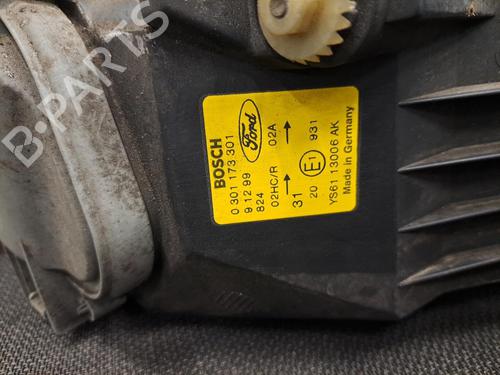 BOSCH
0 301 173 301
9 12 99
824
Ford
02HC/R 02A
31
20 E1 931
YS61 13006 AK
Made in Germany
B-PARTS